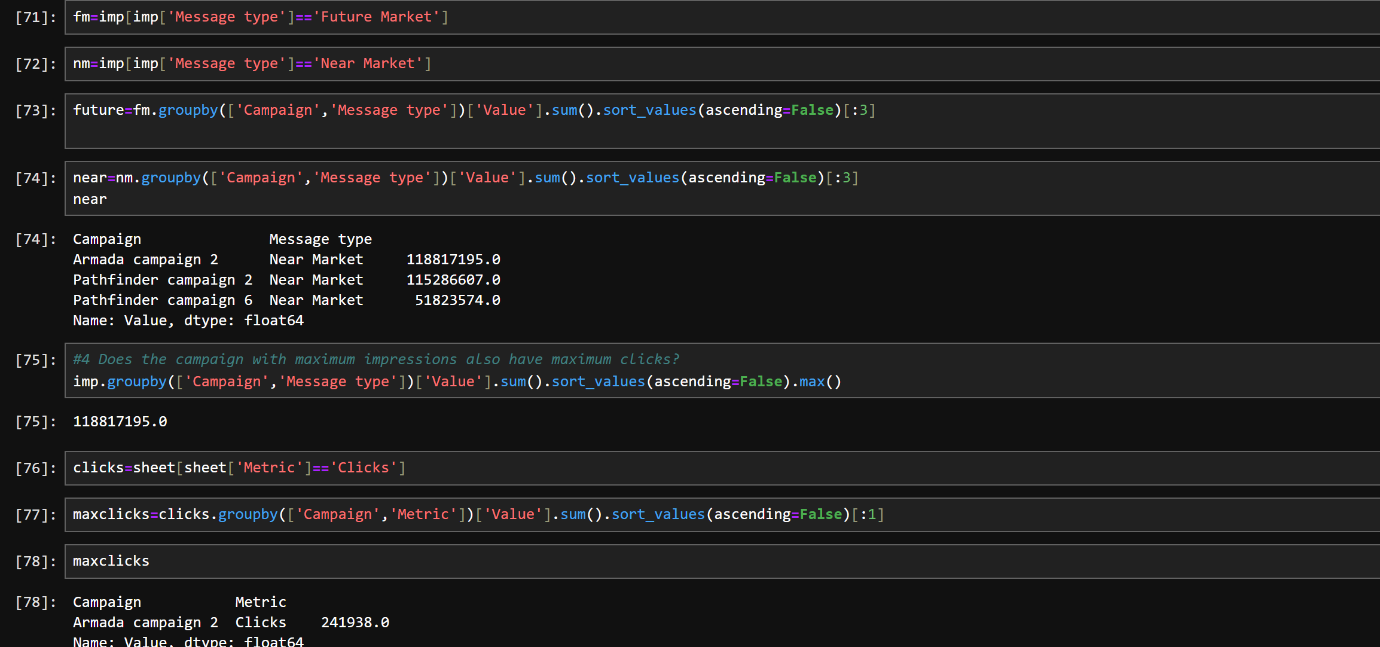 [71]: fm=imp[imp['Message type']=='Future Market']
[72]: nm=imp[imp['Message type']=='Near Market']
[73]: future=fm.groupby(['Campaign','Message type'])['Value'].sum().sort_values(ascending=False)[:3]
[74]: near=nm.groupby(['Campaign','Message type'])['Value'].sum().sort_values(ascending=False)[:3]
near
[74]: Campaign Message type
Armada campaign 2 Near Market 118817195.0
Pathfinder campaign 2 Near Market 115286607.0
Pathfinder campaign 6 Near Market 51823574.0
Name: Value, dtype: float64
[75]: #4 Does the campaign with maximum impressions also have maximum clicks?
imp.groupby(['Campaign','Message type'])['Value'].sum().sort_values(ascending=False).max()
[75]: 118817195.0
[76]: clicks=sheet[sheet['Metric']=='Clicks']
[77]: maxclicks=clicks.groupby(['Campaign','Metric'])['Value'].sum().sort_values(ascending=False)[:1]
[78]: maxclicks
[78]: Campaign Metric
Armada campaign 2 Clicks 241938.0
Name: Value, dtype: float64